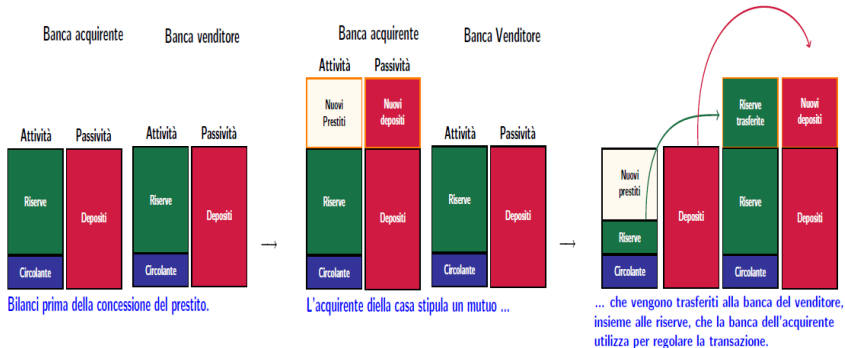 Banca acquirente
Banca venditore
Attività
Passività
Attività
Passività
Riserve
Depositi
Circolante
Riserve
Depositi
Circolante
Bilanci prima della concessione del prestito.
Banca acquirente
Banca Venditore
Attività
Passività
Nuovi
Prestiti
Nuovi
depositi
Riserve
Depositi
Circolante
Attività
Passività
Riserve
Depositi
Circolante
L'acquirente diella casa stipula un mutuo ...
Nuovi
prestiti
Riserve
Circolante
Depositi
Riserve
trasferite
Nuovi
depositi
Riserve
Depositi
Circolante
... che vengono trasferiti alla banca del venditore,
insieme alle riserve, che la banca dell'acquirente
utilizza per regolare la transazione.